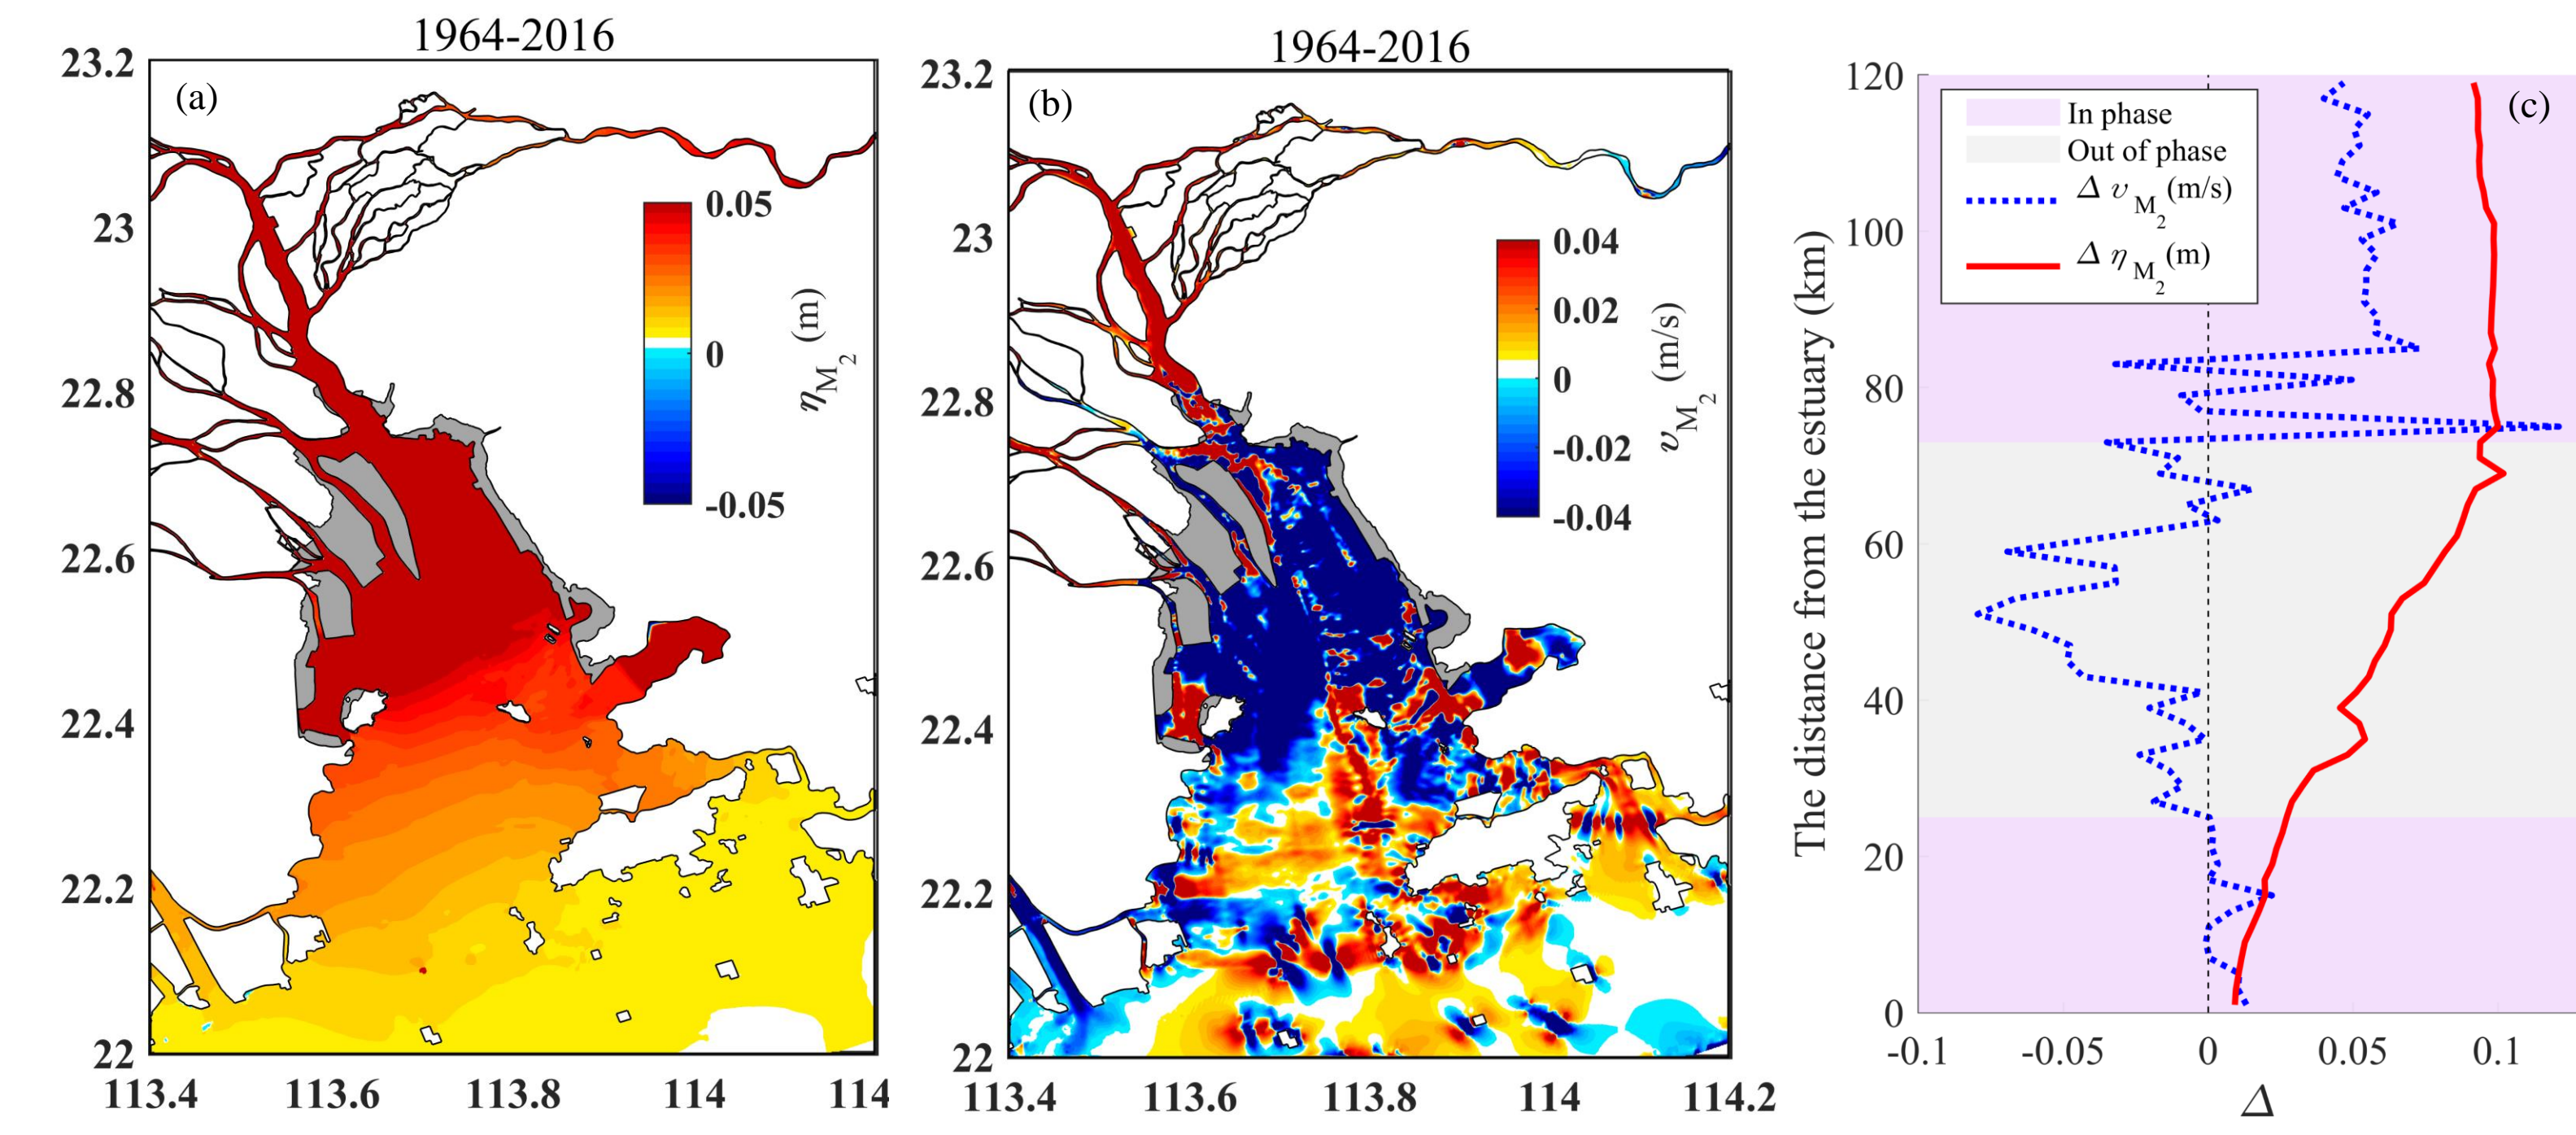 1964-2016
(a)
23.2
23
22.8
22.6
22.4
22.2
22
113.4 113.6 113.8 114 114
0.05
0
-0.05
ηM2 (m)
1964-2016
(b)
23.2
23
22.8
22.6
22.4
22.2
22
113.4 113.6 113.8 114 114.2
0.04
0.02
0
-0.02
-0.04
υM2 (m/s)
(c)
The distance from the estuary (km)
120
100
80
60
40
20
0
-0.1 -0.05 0 0.05 0.1
Δ
In phase
Out of phase
Δ υM2(m/s)
Δ ηM2(m)